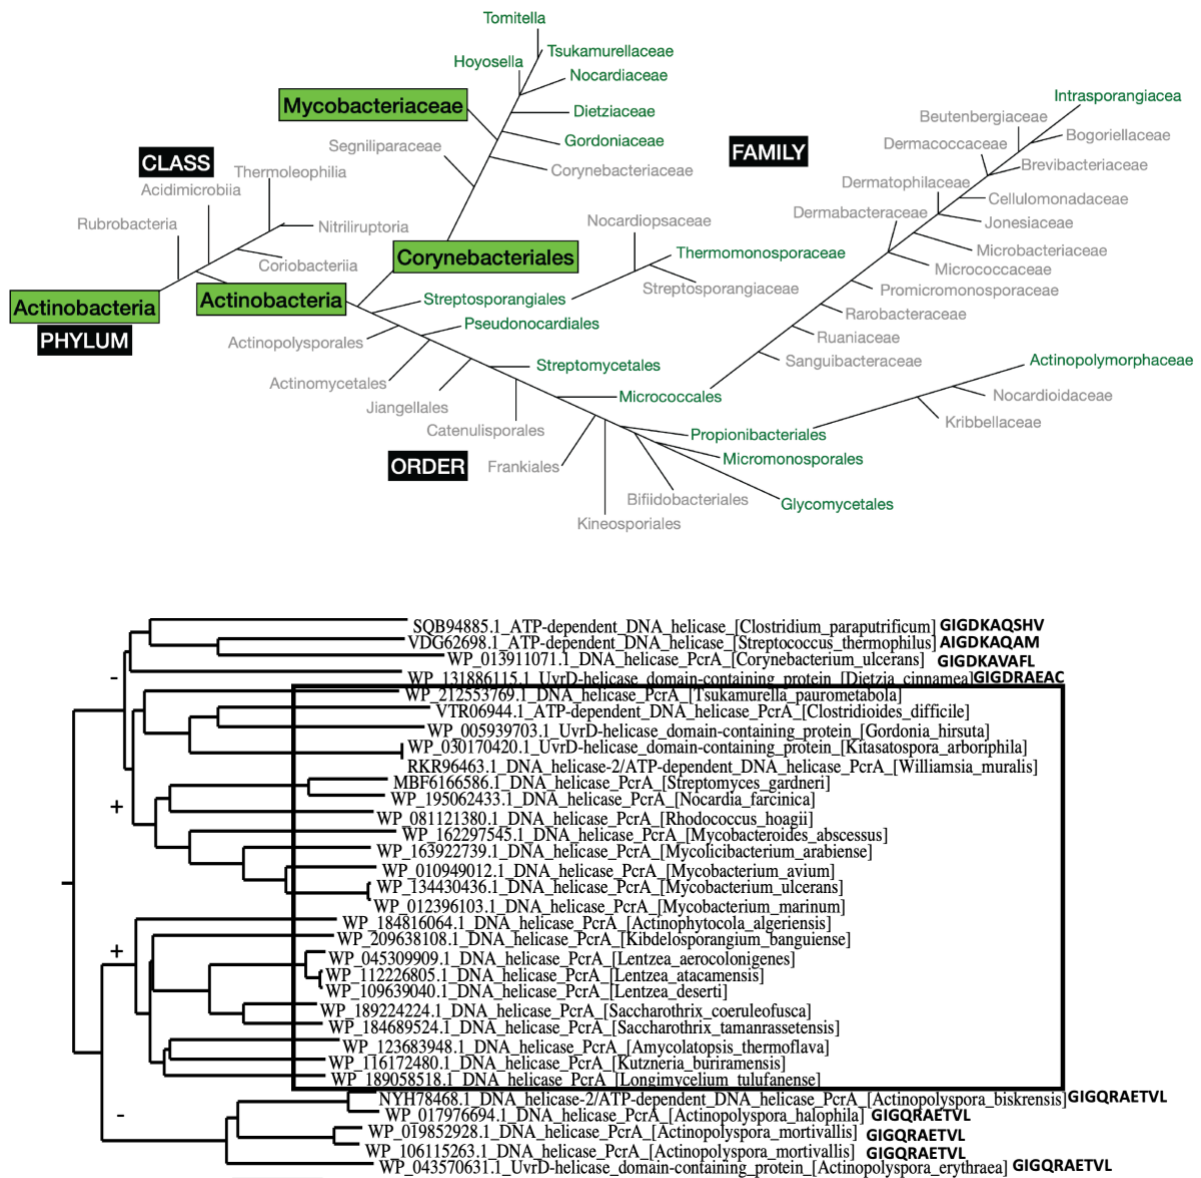 Tomitella
Tsukamurellaceae
Hoyosella
Nocardiaceae
Mycobacteriaceae
Dietziaceae
Intrasporangiacea
Beutenbergiaceae
Bogoriellaceae
Gordoniaceae
Segniliparaceae
FAMILY
Dermacoccaceae
CLASS
Thermoleophilia
Corynebacteriaceae
Brevibacteriaceae
Acidimicrobiia
Dermatophilaceae
Cellulomonadaceae
Rubrobacteria
Nitriliruptoria
Nocardiopsaceae
Dermabacteraceae
Jonesiaceae
Coriobacteriia
Corynebacteriales
Thermomonosporaceae
Microbacteriaceae
Micrococcaceae
Streptosporangiaceae
Promicromonosporaceae
Actinobacteria
Actinobacteria
Streptosporangiales
Rarobacteraceae
PHYLUM
Pseudonocardiales
Ruaniaceae
Actinopolysporales
Sanguibacteraceae
Actinopolymorphaceae
Streptomycetales
Actinomycetales
Micrococcales
Nocardioidaceae
Jiangellales
Kribbellaceae
Catenulisporales
Propionibacteriales
ORDER
Frankiales
Micromonosporales
Bifiidobacteriales
Glycomycetales
Kineosporiales
SQB94885.1_ATP-dependent_DNA_helicase_[Clostridium_paraputrificum] GIGDKAQSHV
VDG62698.1_ATP-dependent_DNA_helicase_[Streptococcus_thermophilus] AIGDKAQAM
WP_013911071.1_DNA_helicase_PcrA_[Corynebacterium_ulcerans] GIGDKAVAFL
- WP_131886115.1_UvrD-helicase_domain-containing_protein_[Dietzia_cinnamea] GIGDRAEAC
WP_212553769.1_DNA_helicase_PcrA_[Tsukamurella_paurometabola]
VTR06944.1_ATP-dependent_DNA_helicase_PcrA_[Clostridioides_difficile]
WP_005939703.1_UvrD-helicase_domain-containing_protein_[Gordonia_hirsuta]
WP_030170420.1_UvrD-helicase_domain-containing_protein_[Kitasatospora_arboriphila]
RKR96463.1_DNA_helicase-2/ATP-dependent_DNA_helicase_PcrA_[Williamsia_muralis]
MBF6166586.1_DNA_helicase_PcrA_[Streptomyces_gardneri]
+ WP_195062433.1_DNA_helicase_PcrA_[Nocardia_farcinica]
WP_081121380.1_DNA_helicase_PcrA_[Rhodococcus_hoagii]
WP_162297545.1_DNA_helicase_PcrA_[Mycobacteroides_abscessus]
WP_163922739.1_DNA_helicase_PcrA_[Mycolicibacterium_arabiense]
WP_010949012.1_DNA_helicase_PcrA_[Mycobacterium_avium]
WP_134430436.1_DNA_helicase_PcrA_[Mycobacterium_ulcerans]
WP_012396103.1_DNA_helicase_PcrA_[Mycobacterium_marinum]
WP_184816064.1_DNA_helicase_PcrA_[Actinophytocola_algeriensis]
WP_209638108.1_DNA_helicase_PcrA_[Kibdelosporangium_banguiense]
+ WP_045309909.1_DNA_helicase_PcrA_[Lentzea_aerocolonigenes]
WP_112226805.1_DNA_helicase_PcrA_[Lentzea_atacamensis]
WP_109639040.1_DNA_helicase_PcrA_[Lentzea_deserti]
WP_189224224.1_DNA_helicase_PcrA_[Saccharothrix_coeruleofusca]
WP_184689524.1_DNA_helicase_PcrA_[Saccharothrix_tamanrassetensis]
WP_123683948.1_DNA_helicase_PcrA_[Amycolatopsis_thermoflava]
WP_116172480.1_DNA_helicase_PcrA_[Kutzneria_buriramensis]
WP_189058518.1_DNA_helicase_PcrA_[Longimycelium_tulufanense]
NYH78468.1_DNA_helicase-2/ATP-dependent_DNA_helicase_PcrA_[Actinopolyspora_biskrensis] GIGQRAETVL
- WP_017976694.1_DNA_helicase_PcrA_[Actinopolyspora_halophila] GIGQRAETVL
WP_019852928.1_DNA_helicase_PcrA_[Actinopolyspora_mortivallis] GIGQRAETVL
WP_106115263.1_DNA_helicase_PcrA_[Actinopolyspora_mortivallis] GIGQRAETVL
WP_043570631.1_UvrD-helicase_domain-containing_protein_[Actinopolyspora_erythraea] GIGQRAETVL